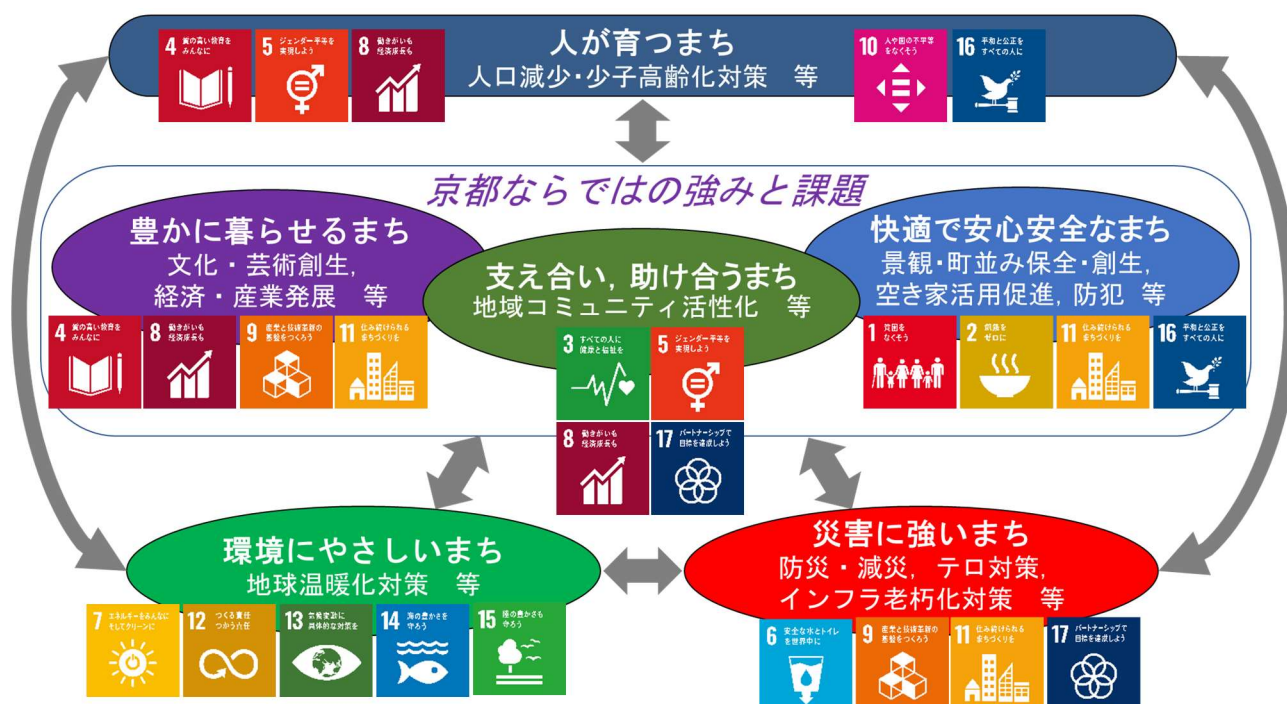 人が育つまち
人口減少・少子高齢化対策　等
4 質の高い教育を
みんなに
5 ジェンダー平等を
実現しよう
8 働きがいも
経済成長も
10 人や国の不平等
をなくそう
16 平和と公正を
すべての人に
京都ならではの強みと課題
豊かに暮らせるまち
文化・芸術創生,
経済・産業発展　等
4 質の高い教育を
みんなに
8 働きがいも
経済成長も
9 産業と技術革新の
基盤をつくろう
11 住み続けられる
まちづくりを
支え合い,助け合うまち
地域コミュニティ活性化　等
3 すべての人に
健康と福祉を
5 ジェンダー平等を
実現しよう
8 働きがいも
経済成長も
17 パートナーシップで
目標を達成しよう
快適で安心安全なまち
景観・町並み保全・創生,
空き家活用促進,防犯　等
1 貧困を
なくそう
2 飢餓を
ゼロに
11 住み続けられる
まちづくりを
16 平和と公正を
すべての人に
環境にやさしいまち
地球温暖化対策　等
7 エネルギーをみんなに
そしてクリーンに
12 つくる責任
つかう責任
13 気候変動に
具体的な対策を
14 海の豊かさを
守ろう
15 陸の豊かさも
守ろう
災害に強いまち
防災・減災,テロ対策,
インフラ老朽化対策　等
6 安全な水とトイレ
を世界中に
9 産業と技術革新の
基盤をつくろう
11 住み続けられる
まちづくりを
17 パートナーシップで
目標を達成しよう